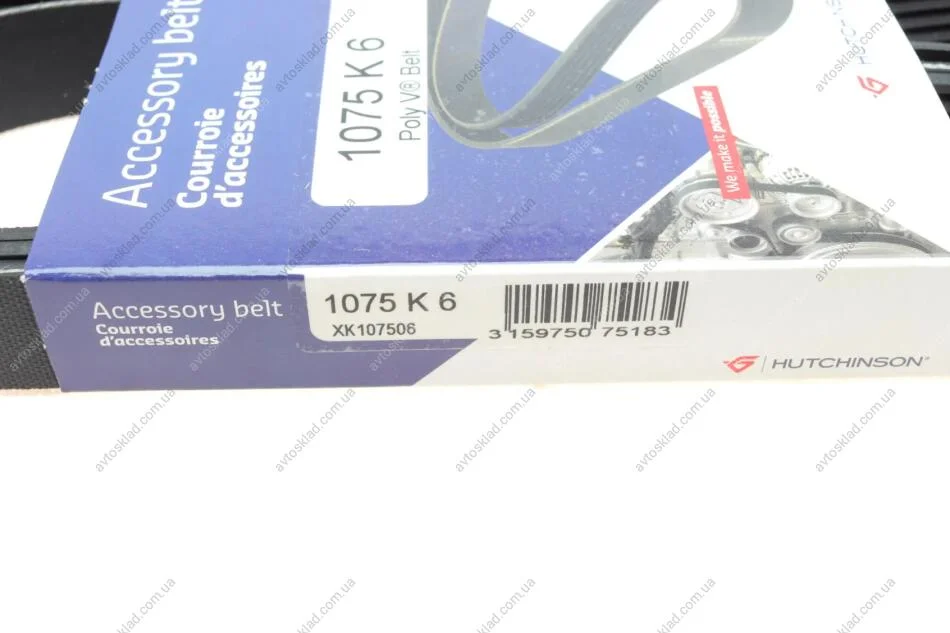 Accessory belt
Courroie
d'accessoires
1075 K 6
Poly V® Belt
We make it possible
HUTCHINS
Accessory belt
Courroie
d'accessoires
1075 K 6
XK107506
3 159750 75183
HUTCHINSON®
avtosklad.com.ua